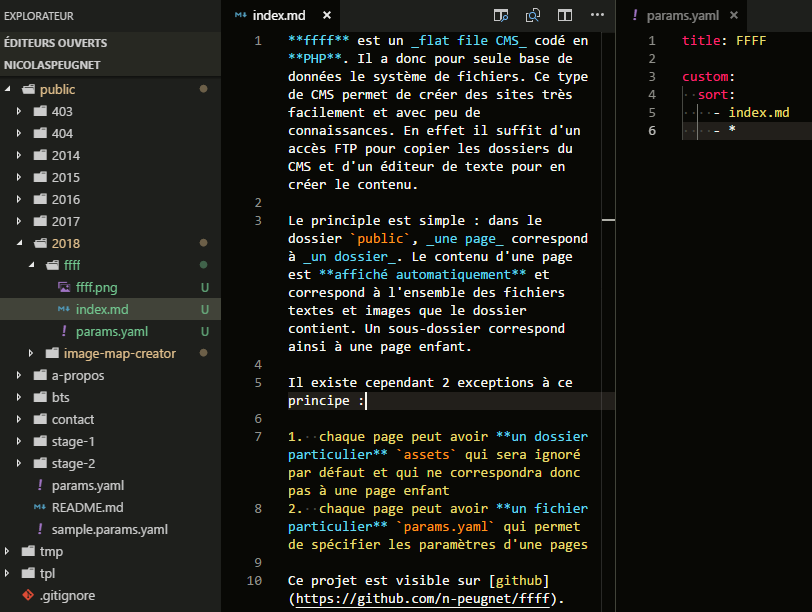 EXPLORATEUR
ÉDITEURS OUVERTS
NICOLASPEUGNET
public
403
404
2014
2015
2016
2017
2018
ffff
ffff.png U
index.md U
params.yaml U
image-map-creator
a-propos
bts
contact
stage-1
stage-2
params.yaml
README.md
sample.params.yaml
tmp
tpl
.gitignore
index.md
1 **ffff** est un _flat file CMS_ codé en
**PHP**. Il a donc pour seule base de
données le système de fichiers. Ce type
de CMS permet de créer des sites très
facilement et avec peu de
connaissances. En effet il suffit d'un
accès FTP pour copier les dossiers du
CMS et d'un éditeur de texte pour en
créer le contenu.
2
3 Le principle est simple : dans le
dossier `public`, _une page_ correspond
à _un dossier_. Le contenu d'une page
est **affiché automatiquement** et
correspond à l'ensemble des fichiers
textes et images que le dossier
contient. Un sous-dossier correspond
ainsi à une page enfant.
4
5 Il existe cependant 2 exceptions à ce
principe :
6
7 1. chaque page peut avoir **un dossier
particulier** `assets` qui sera ignoré
par défaut et qui ne correspondra donc
pas à une page enfant
8 2. chaque page peut avoir **un fichier
particulier** `params.yaml` qui permet
de spécifier les paramètres d'une pages
9
10 Ce projet est visible sur [github]
(https://github.com/n-peugnet/ffff).
params.yaml
1 title: FFFF
2
3 custom:
4 sort:
5 - index.md
6 - *